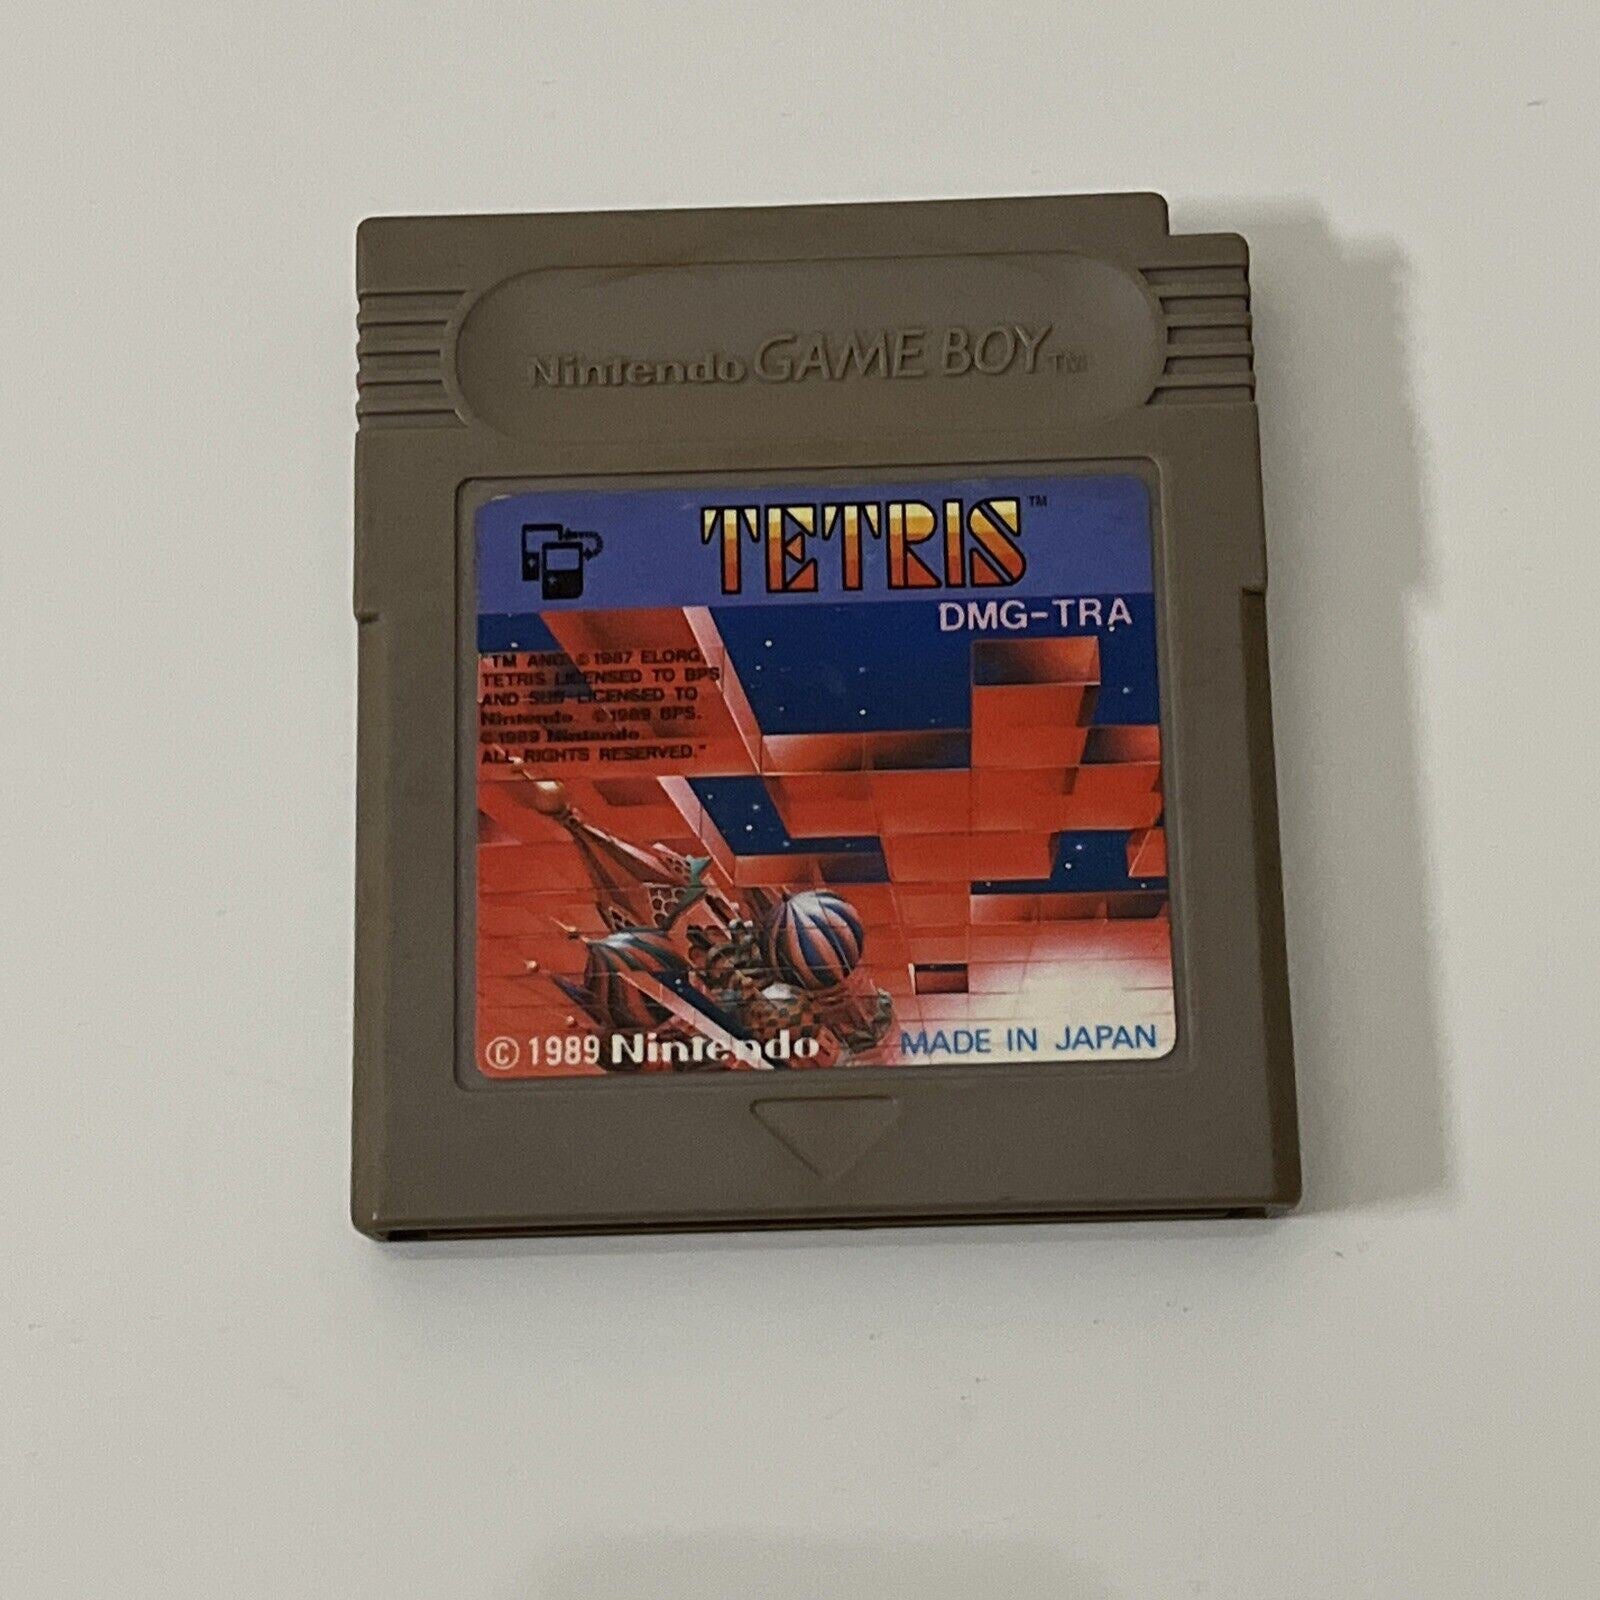 Nintendo GAME BOY™
TETRIS™
DMG-TRA
"TM AND © 1987 ELORG,
TETRIS LICENSED TO BPS
AND SUB-LICENSED TO
Nintendo. © 1989 BPS.
© 1989 Nintendo
ALL RIGHTS RESERVED."
© 1989 Nintendo
MADE IN JAPAN